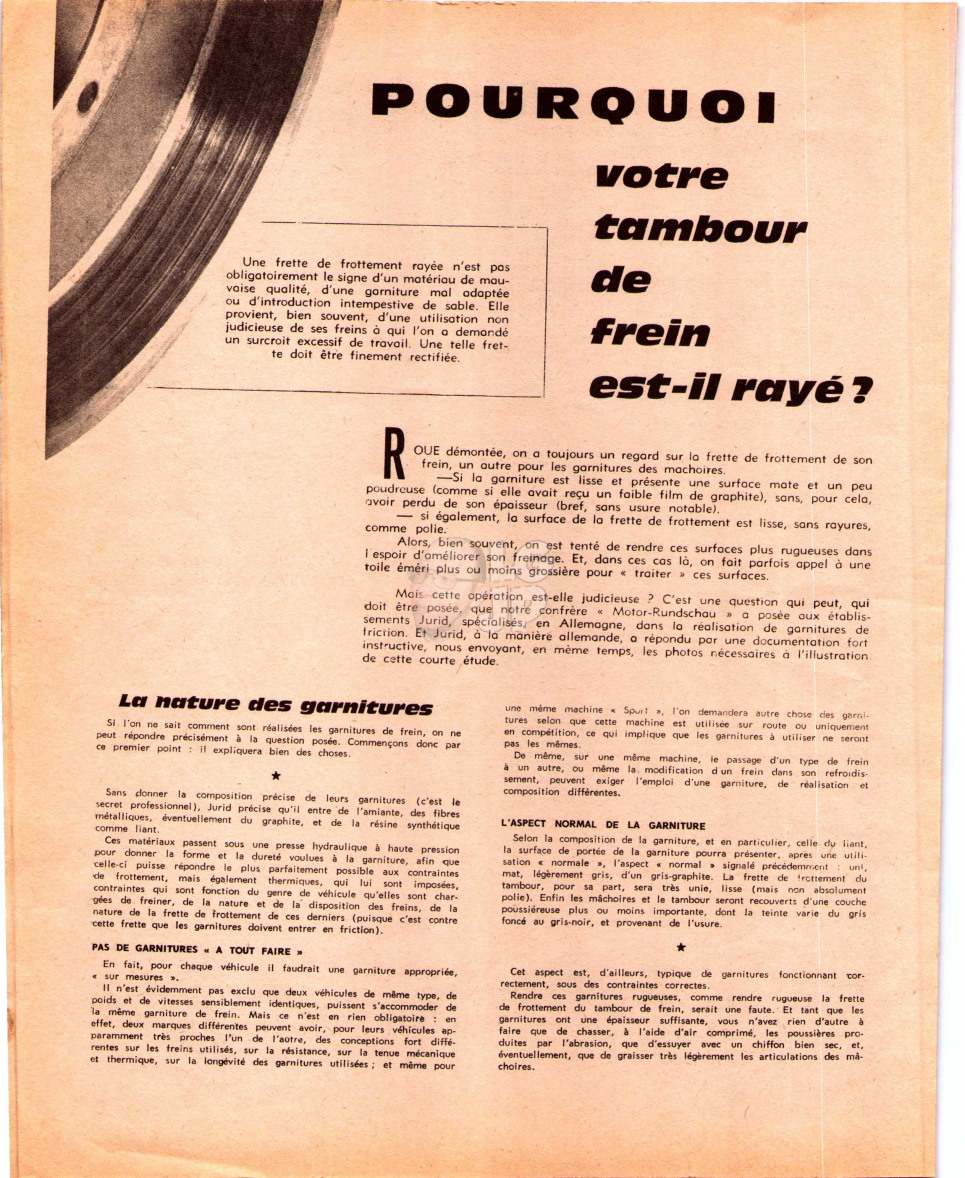 POURQUOI
votre
tambour
de
frein
est-il rayé ?
Une frette de frottement rayée n'est pas
obligatoirement le signe d'un matériau de mau-
vaise qualité, d'une garniture mal adaptée
ou d'introduction intempestive de sable. Elle
provient, bien souvent, d'une utilisation non
judicieuse de ses freins à qui l'on a demandé
un surcroit excessif de travail. Une telle fret-
te doit être finement rectifiée.
ROUE démontée, on a toujours un regard sur la frette de frottement de son
frein, un autre pour les garnitures des machoires.
—Si la garniture est lisse et présente une surface mate et un peu
poudreuse (comme si elle avait reçu un faible film de graphite), sans, pour cela,
avoir perdu de son épaisseur (bref, sans usure notable).
— si également, la surface de la frette de frottement est lisse, sans rayures,
comme polie.
Alors, bien souvent, on est tenté de rendre ces surfaces plus rugueuses dans
l espoir d'améliorer son freinage. Et, dans ces cas là, on fait parfois appel à une
toile éméri plus ou moins grossière pour « traiter » ces surfaces.
Mais cette opération est-elle judicieuse ? C'est une question qui peut, qui
doit être posée, que notre confrère « Motor-Rundschau » a posée aux établis-
sements Jurid, spécialisés, en Allemagne, dans la réalisation de garnitures de
friction. Et Jurid, à la manière allemande, a répondu par une documentation fort
instructive, nous envoyant, en même temps, les photos nécessaires à l'illustration
de cette courte étude.
La nature des garnitures
Si l'on ne sait comment sont réalisées les garnitures de frein, on ne
peut répondre précisément à la question posée. Commençons donc par
ce premier point : il expliquera bien des choses.
★
Sans donner la composition précise de leurs garnitures (c'est le
secret professionnel), Jurid précise qu'il entre de l'amiante, des fibres
métalliques, éventuellement du graphite, et de la résine synthétique
comme liant.
Ces matériaux passent sous une presse hydraulique à haute pression
pour donner la forme et la dureté voulues à la garniture, afin que
celle-ci puisse répondre le plus parfaitement possible aux contraintes
de frottement, mais également thermiques, qui lui sont imposées,
contraintes qui sont fonction du genre de véhicule qu'elles sont char-
gées de freiner, de la nature et de la disposition des freins, de la
nature de la frette de frottement de ces derniers (puisque c'est contre
cette frette que les garnitures doivent entrer en friction).
PAS DE GARNITURES « A TOUT FAIRE »
En fait, pour chaque véhicule il faudrait une garniture appropriée,
« sur mesures ».
Il n'est évidemment pas exclu que deux véhicules de même type, de
poids et de vitesses sensiblement identiques, puissent s'accommoder de
la même garniture de frein. Mais ce n'est en rien obligatoire : en
effet, deux marques différentes peuvent avoir, pour leurs véhicules ap-
paramment très proches l'un de l'autre, des conceptions fort diffé-
rentes sur les freins utilisés, sur la résistance, sur la tenue mécanique
et thermique, sur la longévité des garnitures utilisées ; et même pour
une même machine « Sport », l'on demandera autre chose des garni-
tures selon que cette machine est utilisée sur route ou uniquement
en compétition, ce qui implique que les garnitures à utiliser ne seront
pas les mêmes.
De même, sur une même machine, le passage d'un type de frein
à un autre, ou même la modification d un frein dans son refroidis-
sement, peuvent exiger l'emploi d'une garniture, de réalisation et
composition différentes.
L'ASPECT NORMAL DE LA GARNITURE
Selon la composition de la garniture, et en particulier, celle du liant,
la surface de portée de la garniture pourra présenter, après une utili-
sation « normale », l'aspect « normal » signalé précédemment : uni,
mat, légèrement gris, d'un gris-graphite. La frette de frottement du
tambour, pour sa part, sera très unie, lisse (mais non absolument
polie). Enfin les mâchoires et le tambour seront recouverts d'une couche
poussiéreuse plus ou moins importante, dont la teinte varie du gris
foncé au gris-noir, et provenant de l'usure.
★
Cet aspect est, d'ailleurs, typique de garnitures fonctionnant cor-
rectement, sous des contraintes correctes.
Rendre ces garnitures rugueuses, comme rendre rugueuse la frette
de frottement du tambour de frein, serait une faute. Et tant que les
garnitures ont une épaisseur suffisante, vous n'avez rien d'autre à
faire que de chasser, à l'aide d'air comprimé, les poussières pro-
duites par l'abrasion, que d'essuyer avec un chiffon bien sec, et,
éventuellement, que de graisser très légèrement les articulations des mâ-
choires.